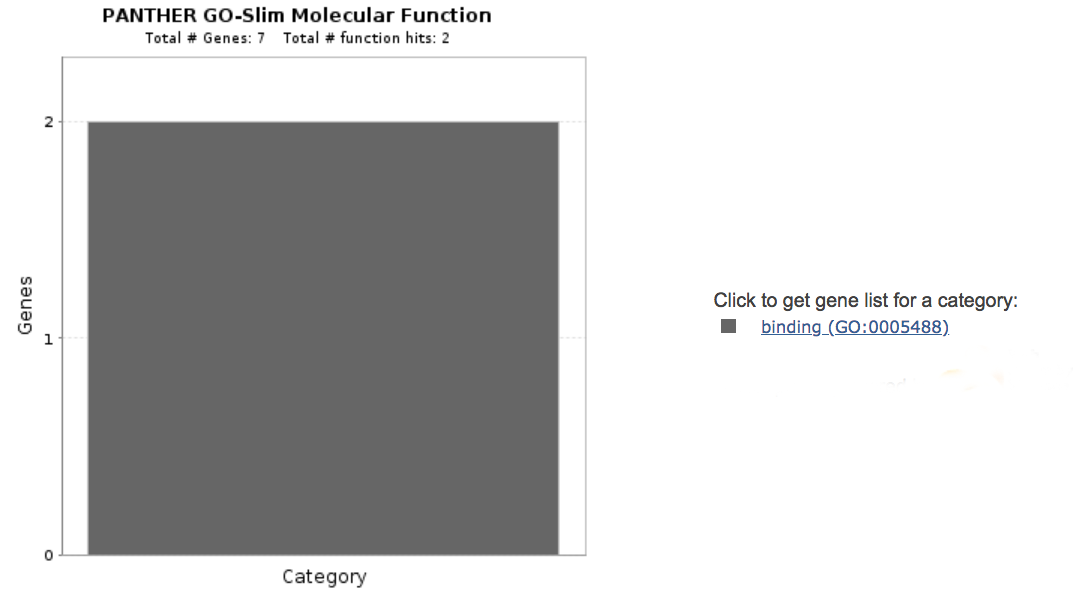 PANTHER GO-Slim Molecular Function
Total # Genes: 7 Total # function hits: 2
2
1
0
Genes
Category
Click to get gene list for a category:
binding (GO:0005488)